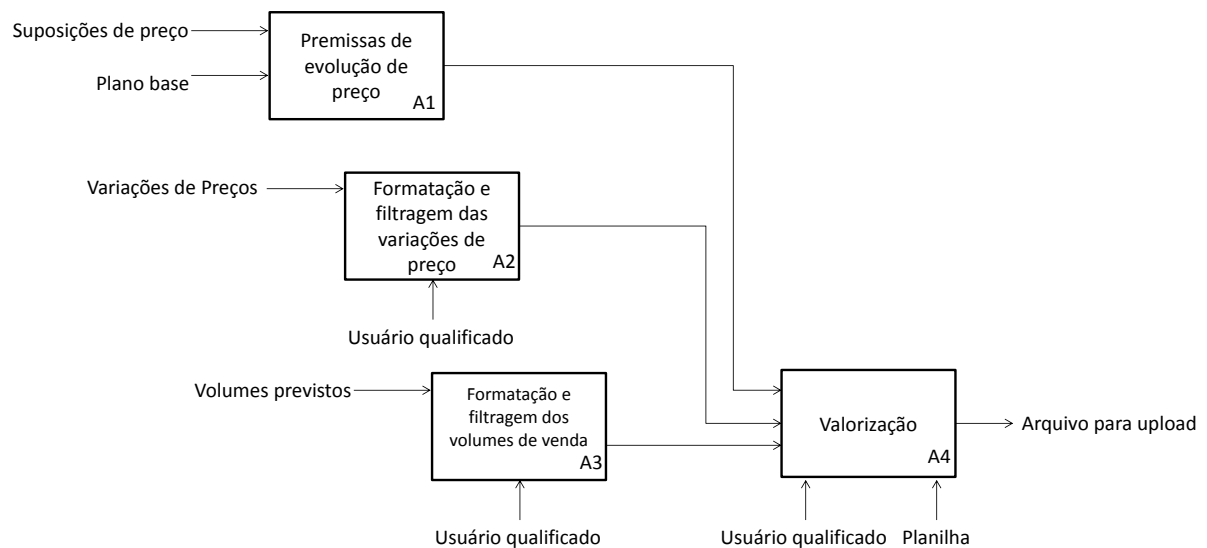 Suposições de preço
Plano base
Premissas de
evolução de
preço
A1
Variações de Preços
Formatação e
filtragem das
variações de
preço
A2
Usuário qualificado
Volumes previstos
Formatação e
filtragem dos
volumes de venda
A3
Usuário qualificado
Valorização
A4
Arquivo para upload
Usuário qualificado
Planilha